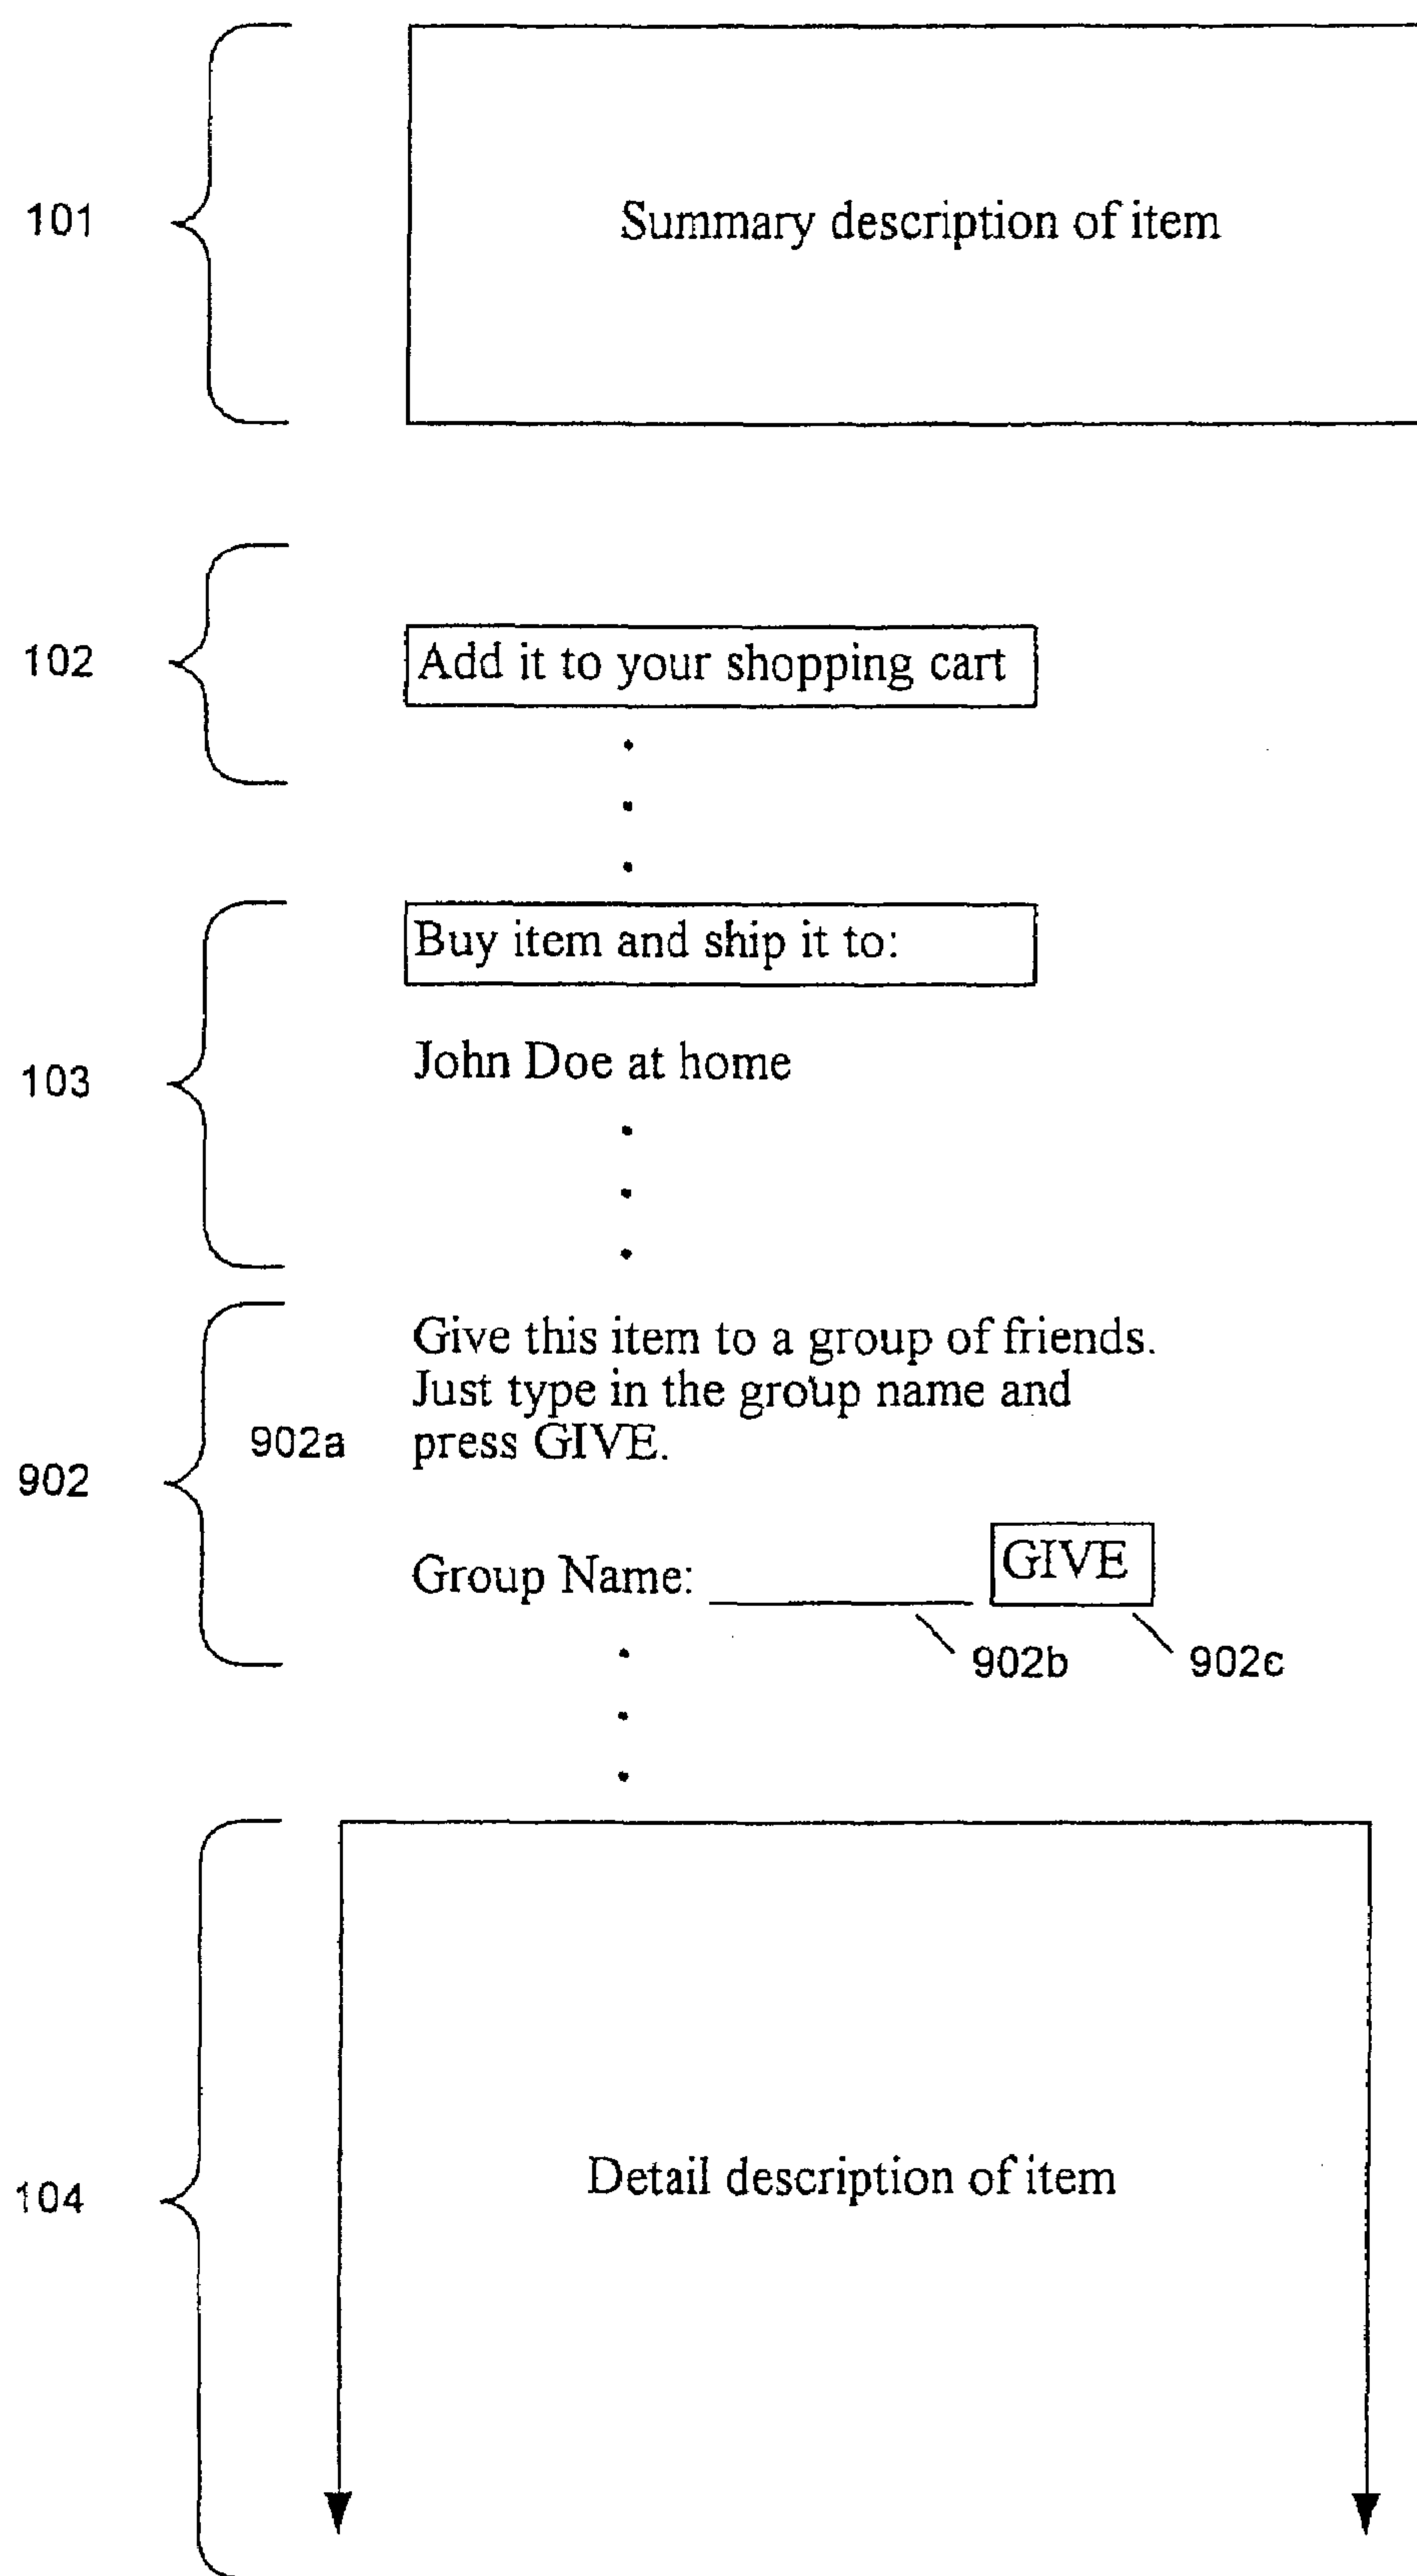 101
Summary description of item
102
Add it to your shopping cart
103
Buy item and ship it to:
John Doe at home
902
902a
Give this item to a group of friends.
Just type in the group name and
press GIVE.
Group Name: GIVE
902b 902c
104
Detail description of item